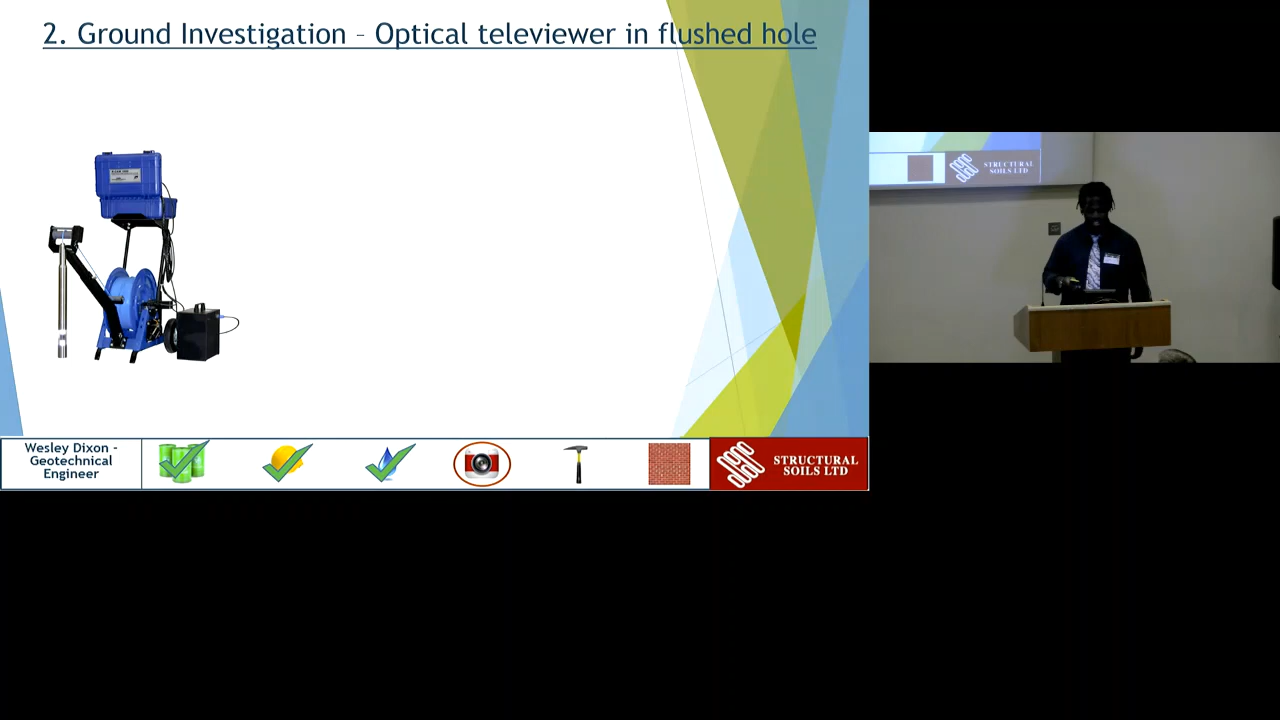 2. Ground Investigation – Optical televiewer in flushed hole
Wesley Dixon -
Geotechnical
Engineer
STRUCTURAL
SOILS LTD
STRUCTURAL
SOILS LTD